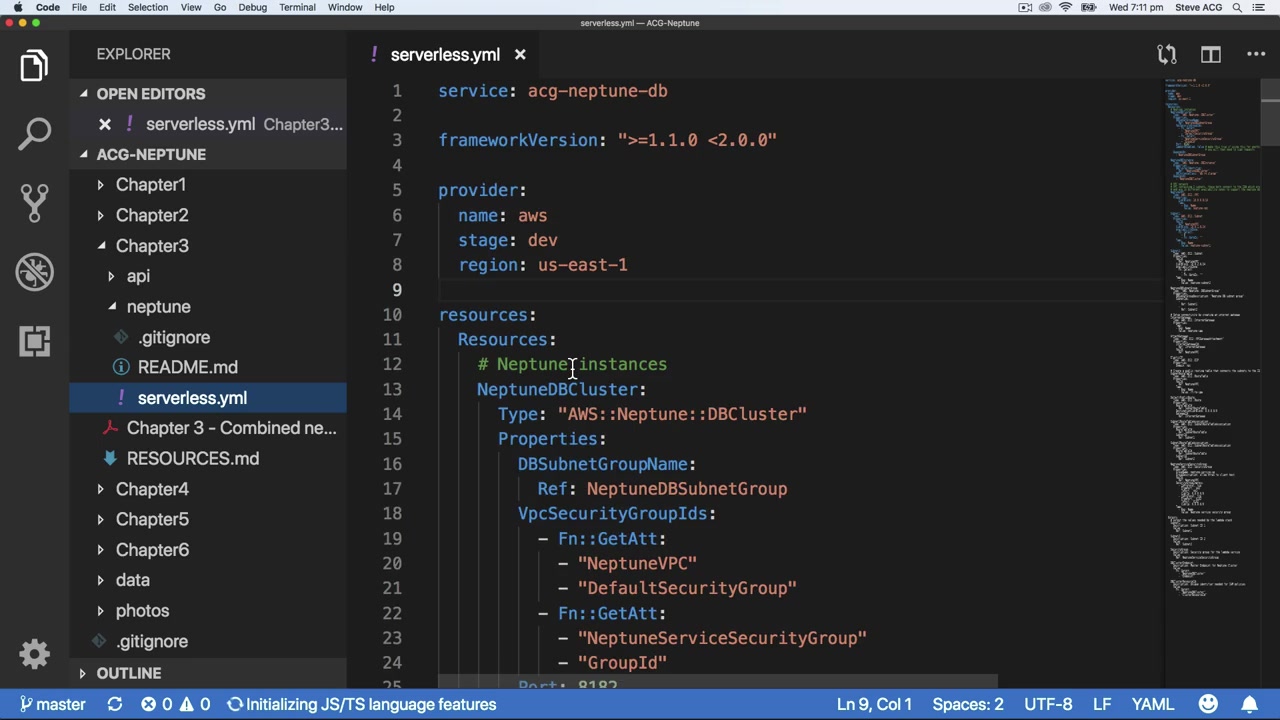 Code File Edit Selection View Go Debug Terminal Window Help Wed 7:11 pm Steve ACG
serverless.yml — ACG-Neptune
EXPLORER
OPEN EDITORS
serverless.yml Chapter3...
ACG-NEPTUNE
Chapter1
Chapter2
Chapter3
api
neptune
.gitignore
README.md
serverless.yml
Chapter 3 - Combined ne...
RESOURCES.md
Chapter4
Chapter5
Chapter6
data
photos
.gitignore
OUTLINE
! serverless.yml
1 service: acg-neptune-db
2
3 frameworkVersion: ">=1.1.0 <2.0.0"
4
5 provider:
6 name: aws
7 stage: dev
8 region: us-east-1
9
10 resources:
11 Resources:
12 # Neptune instances
13 NeptuneDBCluster:
14 Type: "AWS::Neptune::DBCluster"
15 Properties:
16 DBSubnetGroupName:
17 Ref: NeptuneDBSubnetGroup
18 VpcSecurityGroupIds:
19 - Fn::GetAtt:
20 - "NeptuneVPC"
21 - "DefaultSecurityGroup"
22 - Fn::GetAtt:
23 - "NeptuneServiceSecurityGroup"
24 - "GroupId"
25 Port: 8182
master 0 0 Initializing JS/TS language features Ln 9, Col 1 Spaces: 2 UTF-8 LF YAML